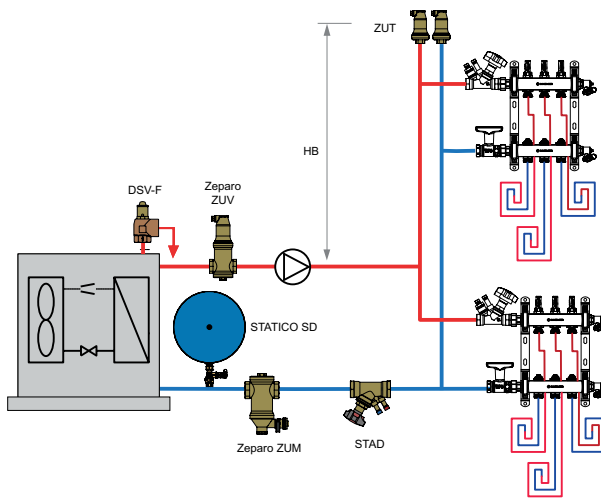 ZUT
HB
DSV-F
Zeparo
ZUV
STATICO SD
Zeparo ZUM
STAD